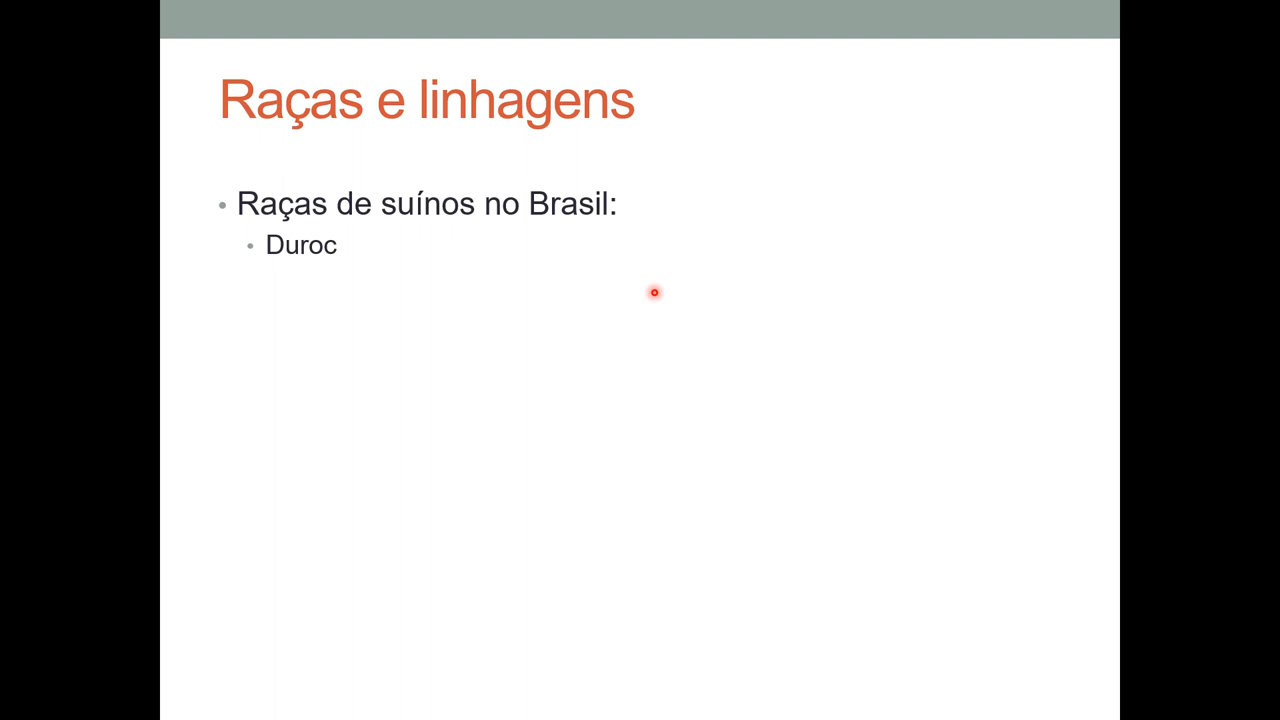 Raças e linhagens
• Raças de suínos no Brasil:
• Duroc